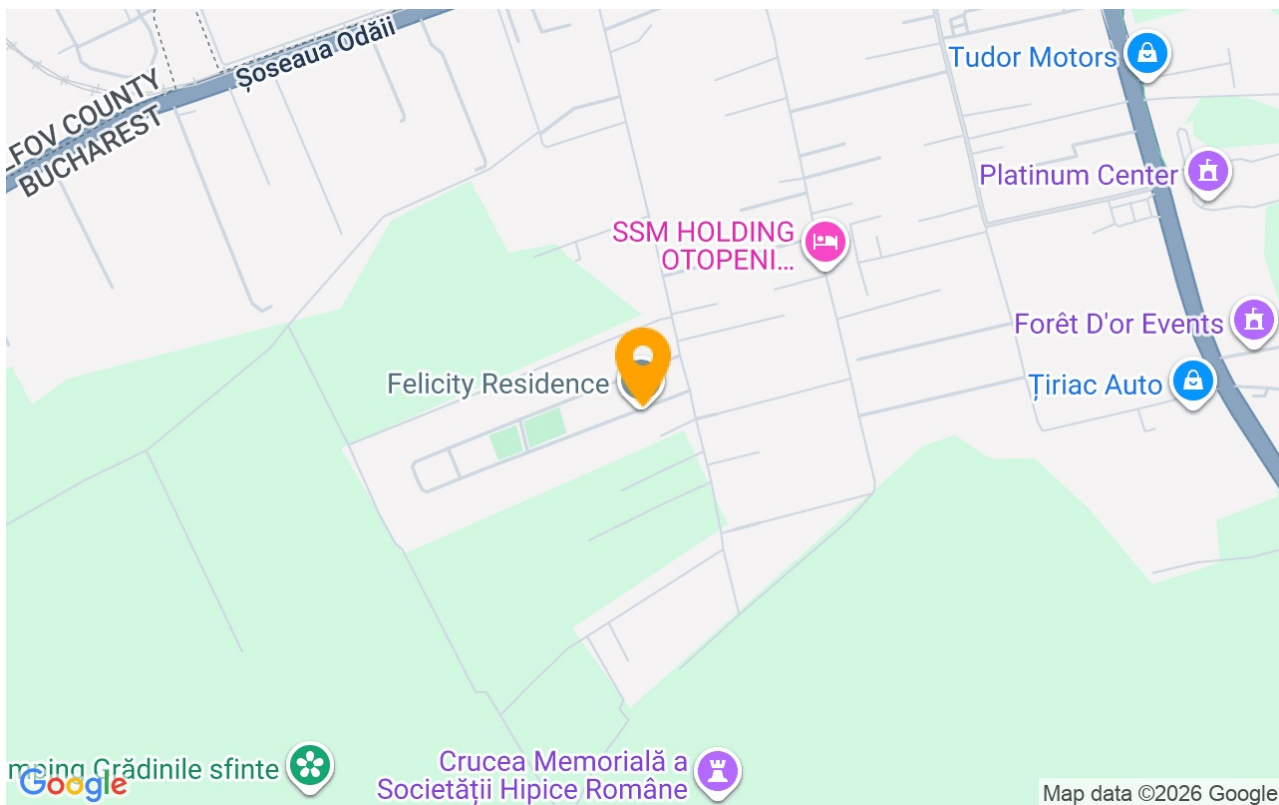 Șoseaua Odăii
Tudor Motors
LFOV COUNTY
BUCHAREST
Platinum Center
SSM HOLDING
OTOPENI...
Forêt D'or Events
Felicity Residence
Țiriac Auto
mping Grădinile sfinte
Crucea Memorială a
Societății Hipice Române
Google
Map data ©2026 Google